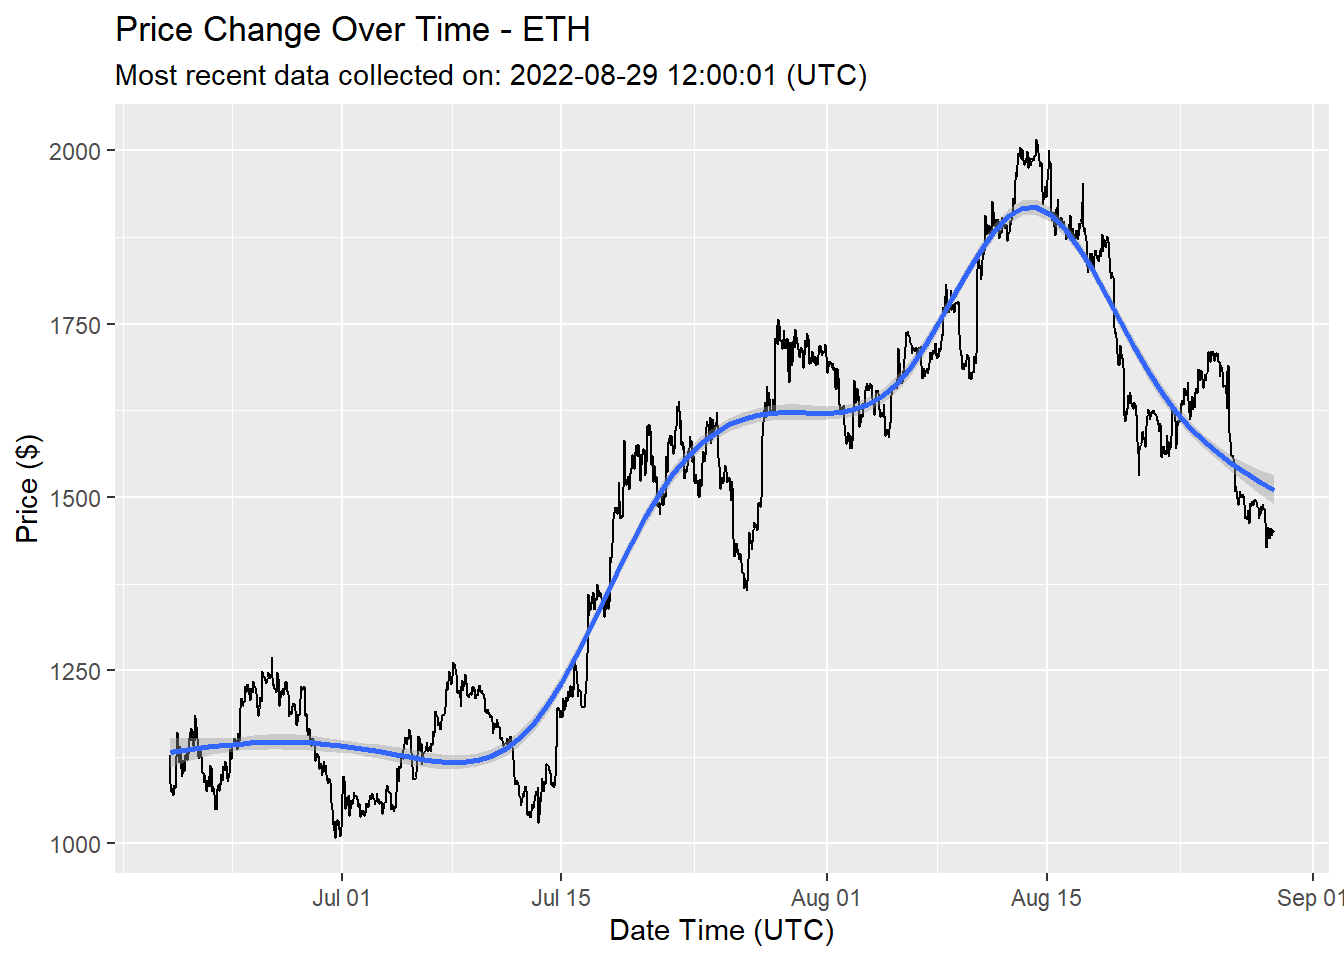 Price Change Over Time - ETH
Most recent data collected on: 2022-08-29 12:00:01 (UTC)
Price ($)
2000
1750
1500
1250
1000
Jul 01 Jul 15 Aug 01 Aug 15 Sep 01
Date Time (UTC)